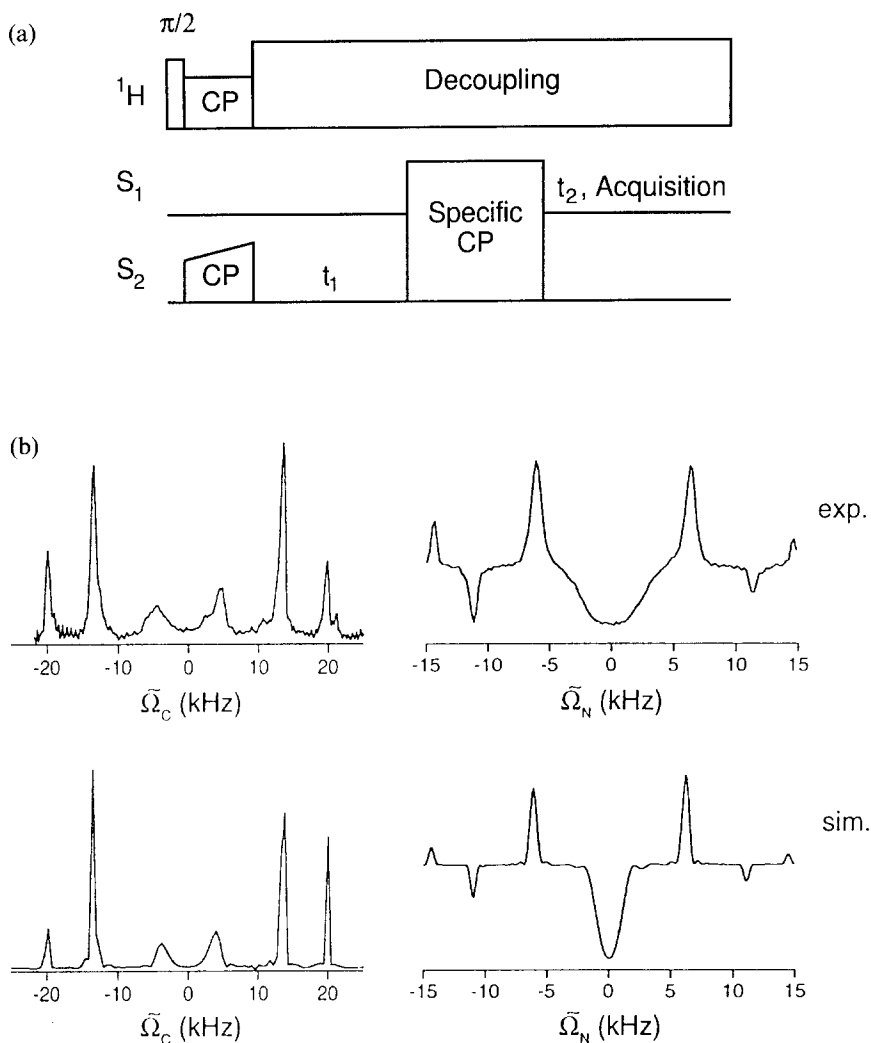 (a)
π/2
¹H
CP
Decoupling
S₁
Specific
CP
t₂, Acquisition
S₂
CP
t₁
(b)
exp.
-20 -10 0 10 20
Ω̃_C (kHz)
-15 -10 -5 0 5 10 15
Ω̃_N (kHz)
sim.
-20 -10 0 10 20
Ω̃_C (kHz)
-15 -10 -5 0 5 10 15
Ω̃_N (kHz)